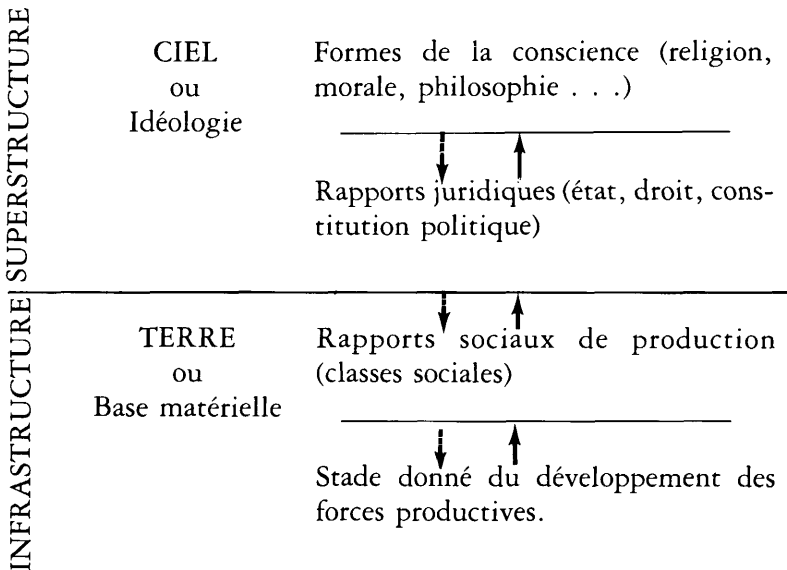 SUPERSTRUCTURE
CIEL
ou
Idéologie
Formes de la conscience (religion,
morale, philosophie . . .)
Rapports juridiques (état, droit, cons-
titution politique)
INFRASTRUCTURE
TERRE
ou
Base matérielle
Rapports sociaux de production
(classes sociales)
Stade donné du développement des
forces productives.